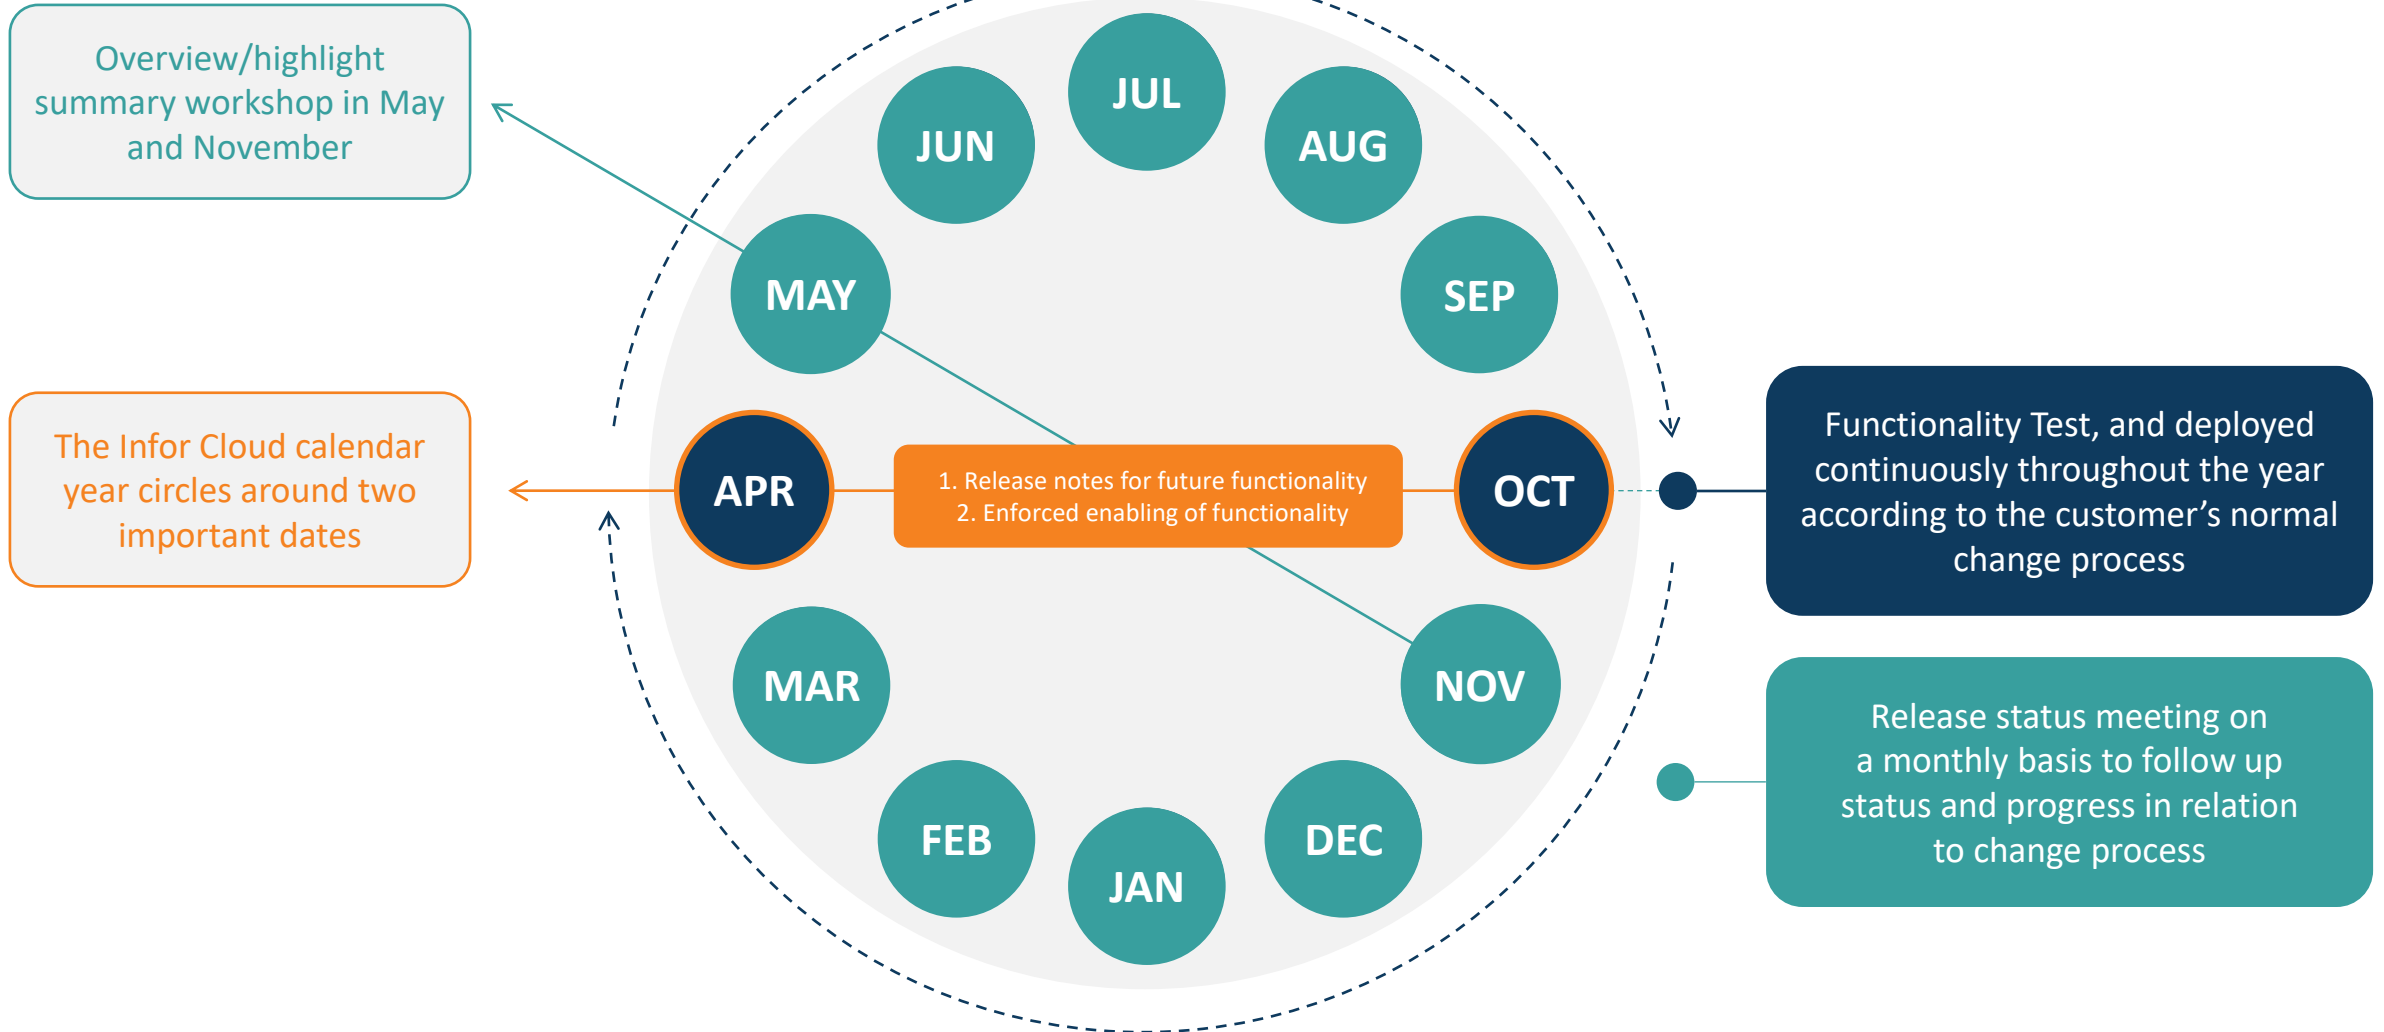 Overview/highlight
summary workshop in May
and November
JUL
JUN
AUG
MAY
SEP
The Infor Cloud calendar
year circles around two
important dates
APR
1. Release notes for future functionality
2. Enforced enabling of functionality
OCT
Functionality Test, and deployed
continuously throughout the year
according to the customer’s normal
change process
MAR
NOV
Release status meeting on
a monthly basis to follow up
status and progress in relation
to change process
FEB
DEC
JAN